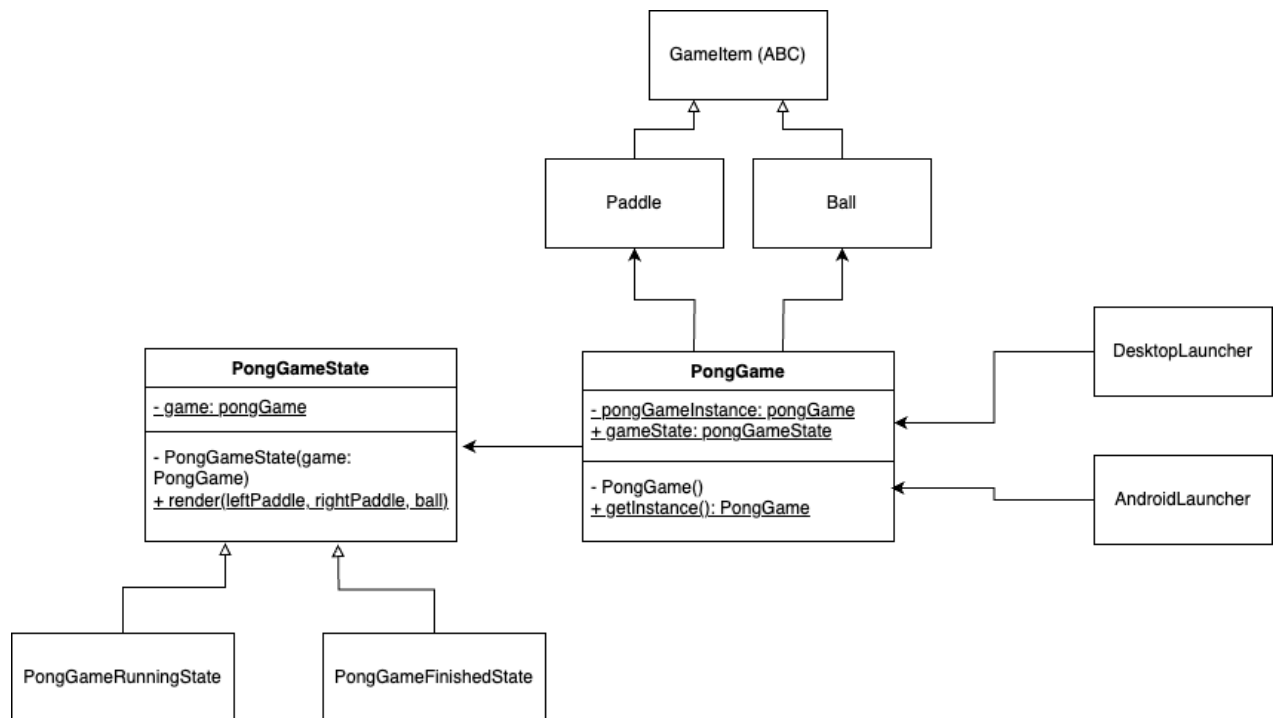 GameItem (ABC)
Paddle
Ball
DesktopLauncher
PongGameState
- game: pongGame
- PongGameState(game:
PongGame)
+ render(leftPaddle, rightPaddle, ball)
PongGame
- pongGameInstance: pongGame
+ gameState: pongGameState
- PongGame()
+ getInstance(): PongGame
AndroidLauncher
PongGameRunningState
PongGameFinishedState